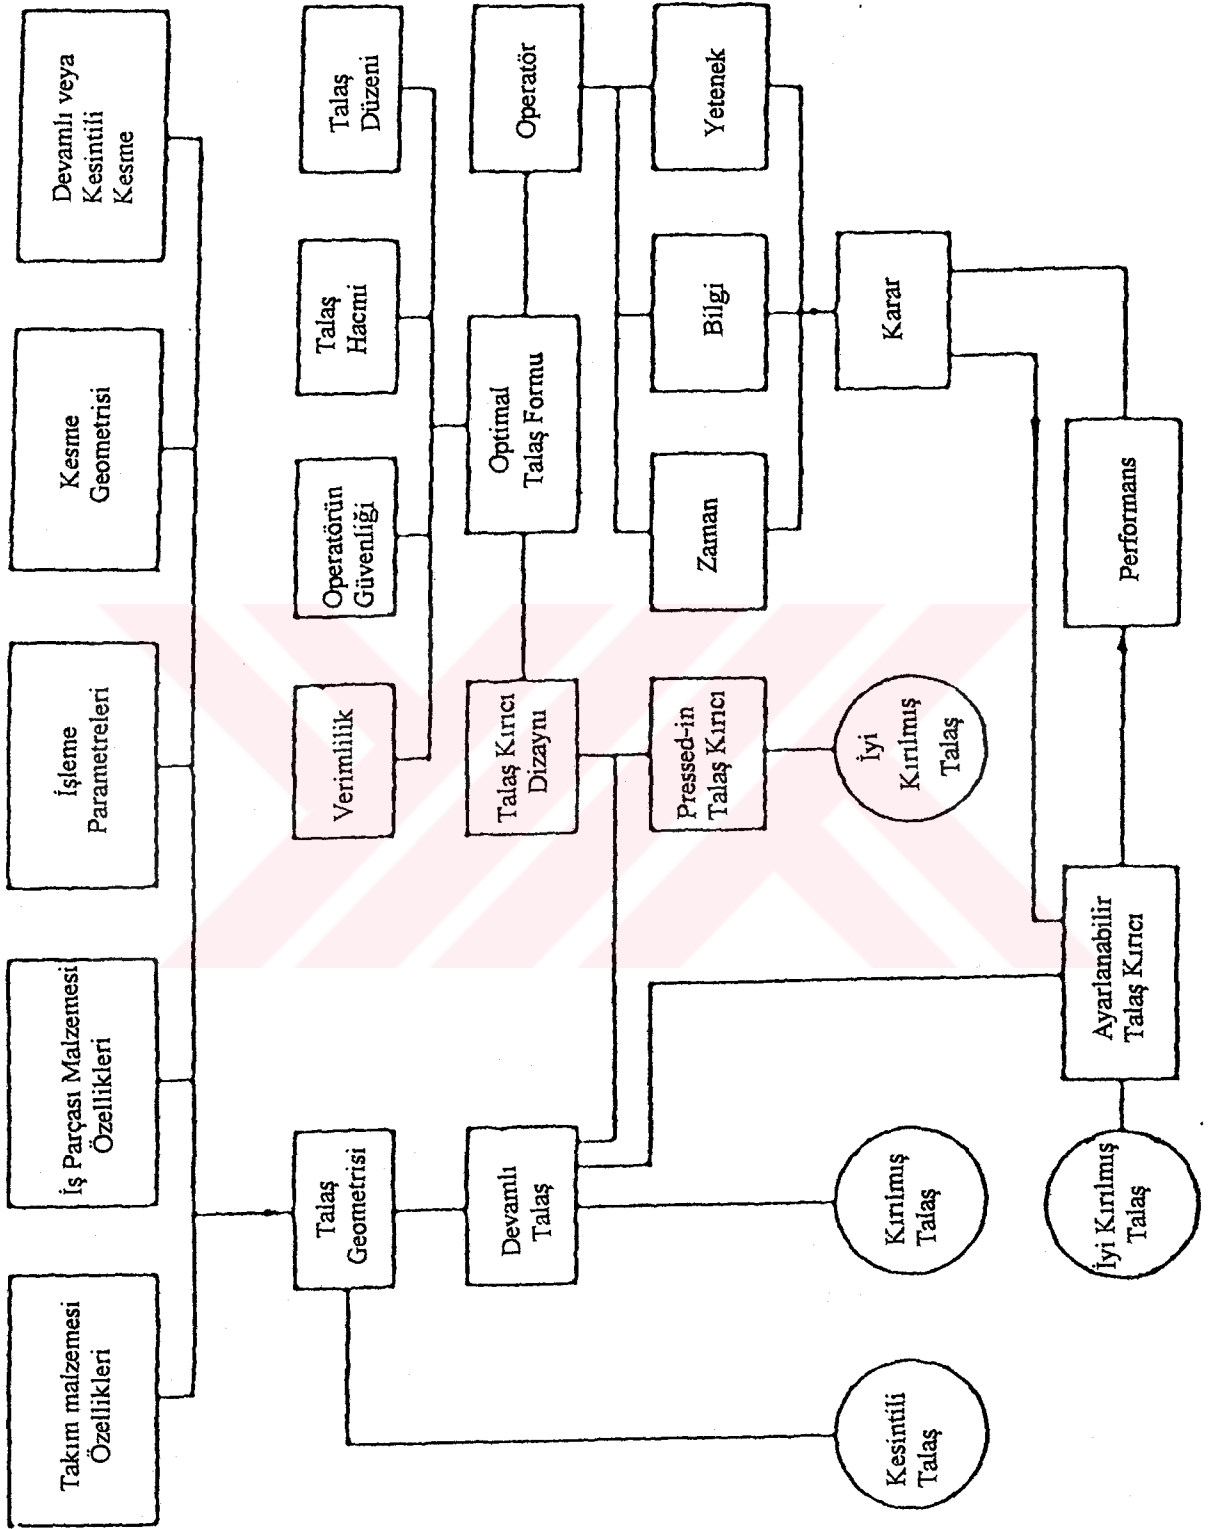 Takım malzemesi
Özellikleri
İş Parçası Malzemesi
Özellikleri
İşleme
Parametreleri
Kesme
Geometrisi
Devamlı veya
Kesintili
Kesme
Talaş
Geometrisi
Verimlilik
Operatörün
Güvenliği
Talaş
Hacmi
Talaş
Düzeni
Devamlı
Talaş
Talaş Kırıcı
Dizaynı
Optimal
Talaş Formu
Operatör
Pressed-in
Talaş Kırıcı
Zaman
Bilgi
Yetenek
Kesintili
Talaş
Kırılmış
Talaş
İyi
Kırılmış
Talaş
Karar
İyi Kırılmış
Talaş
Ayarlanabilir
Talaş Kırıcı
Performans